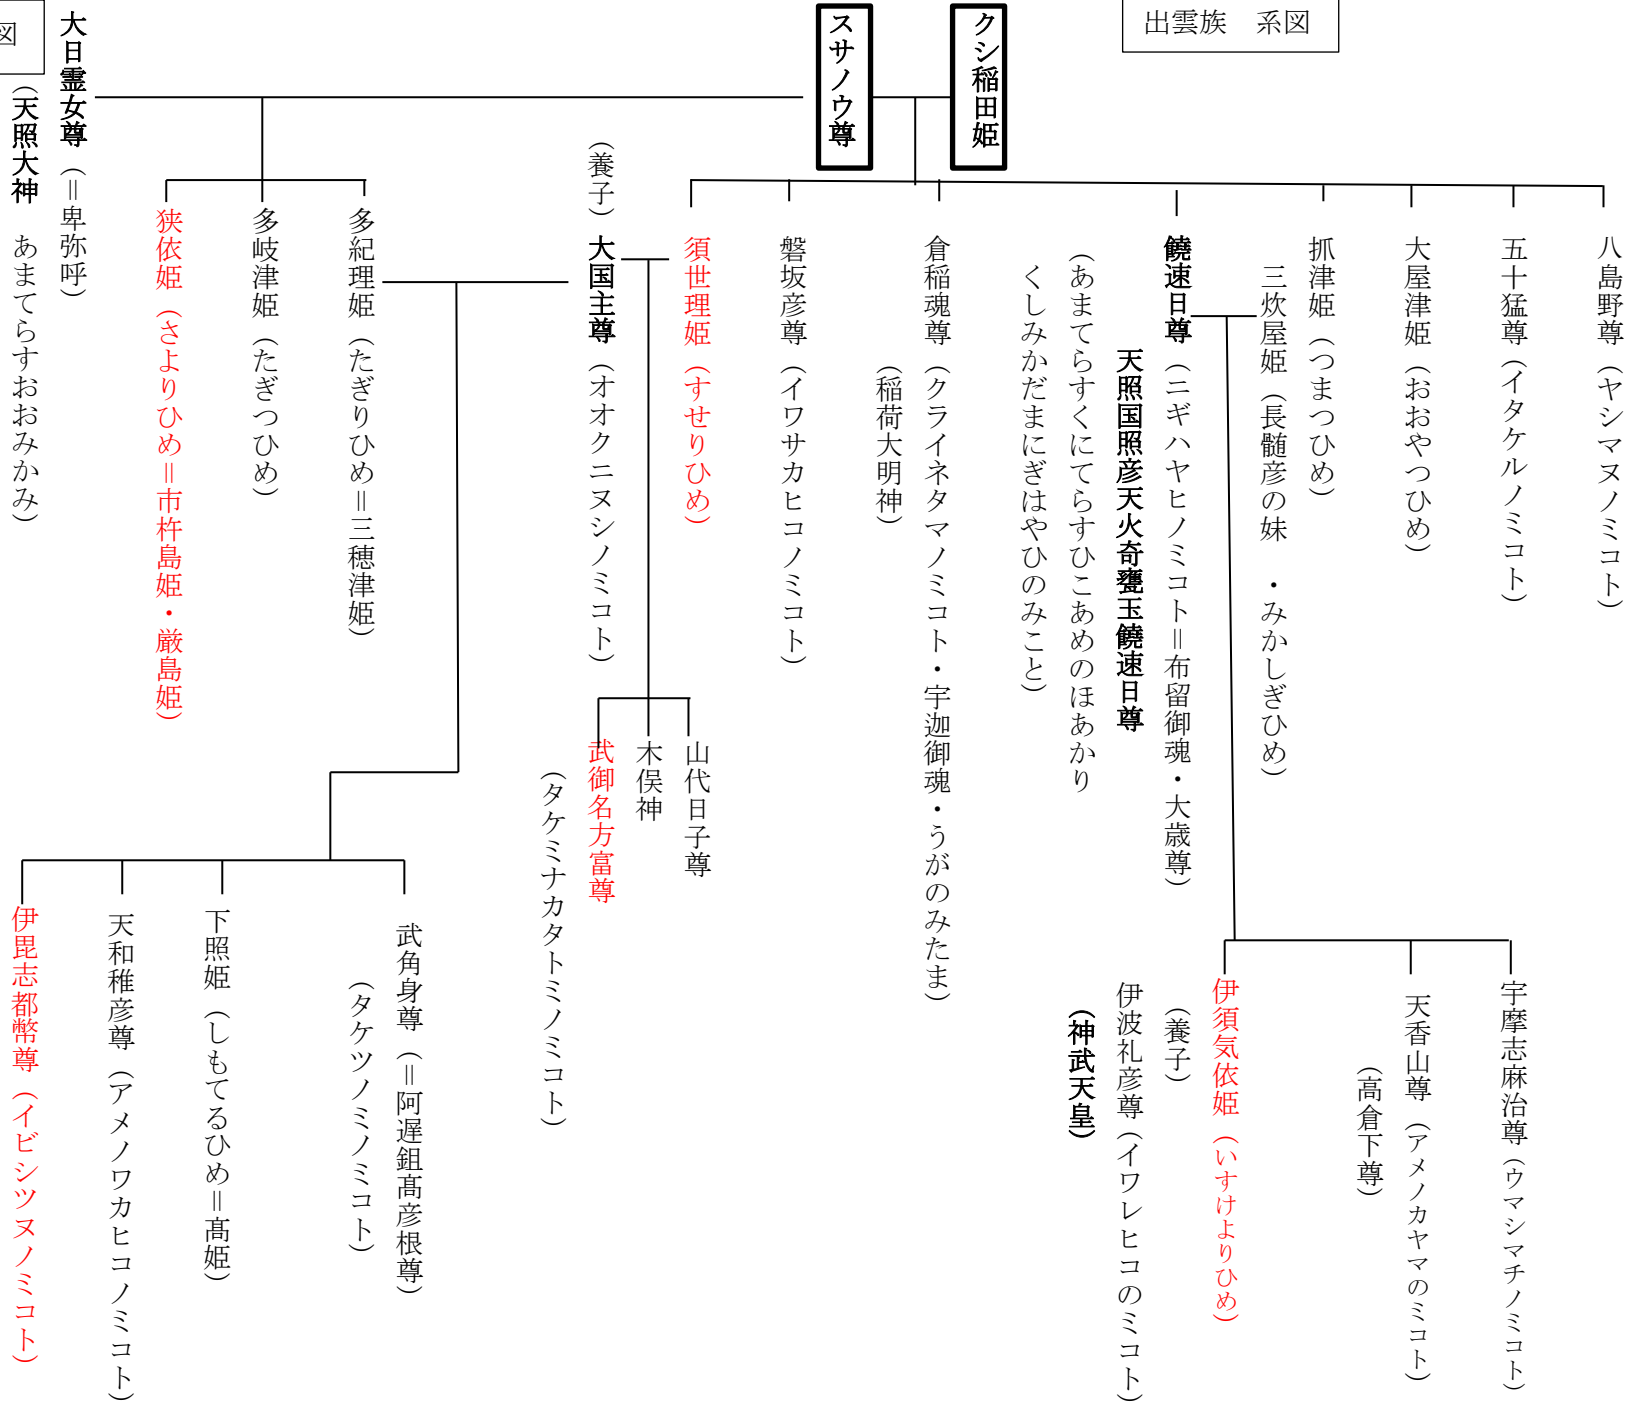 出雲族 系図
クシ稲田姫
スサノウ尊
八島野尊（ヤシマヌノミコト）
五十猛尊（イタケルノミコト）
大屋津姫（おおやつひめ）
抓津姫（つまつひめ）
三炊屋姫（長髄彦の妹 ・みかしぎひめ）
饒速日尊（ニギハヤヒノミコト＝布留御魂・大歳尊）
天照国照彦天火奇甕玉饒速日尊
（あまてらすくにてらすひこあめのほあかり
くしみかだまにぎはやひのみこと）
倉稲魂尊（クライネタマノミコト・宇迦御魂・うがのみたま）
（稲荷大明神）
磐坂彦尊（イワサカヒコノミコト）
須世理姫（すせりひめ）
（養子）大国主尊（オオクニヌシノミコト）
宇摩志麻治尊（ウマシマチノミコト）
天香山尊（アメノカヤマのミコト）
（高倉下尊）
伊須気依姫（いすけよりひめ）
（養子）
伊波礼彦尊（イワレヒコのミコト）
（神武天皇）
山代日子尊
木俣神
武御名方富尊
（タケミナカタトミノミコト）
多紀理姫（たぎりひめ＝三穂津姫）
多岐津姫（たぎつひめ）
狭依姫（さよりひめ＝市杵島姫・厳島姫）
武角身尊（＝阿遅鉏髙彦根尊）
（タケツノミノミコト）
下照姫（しもてるひめ＝髙姫）
天和稚彦尊（アメノワカヒコノミコト）
伊毘志都幣尊（イビシツヌノミコト）
大日霊女尊（＝卑弥呼）
（天照大神 あまてらすおおみかみ）
図